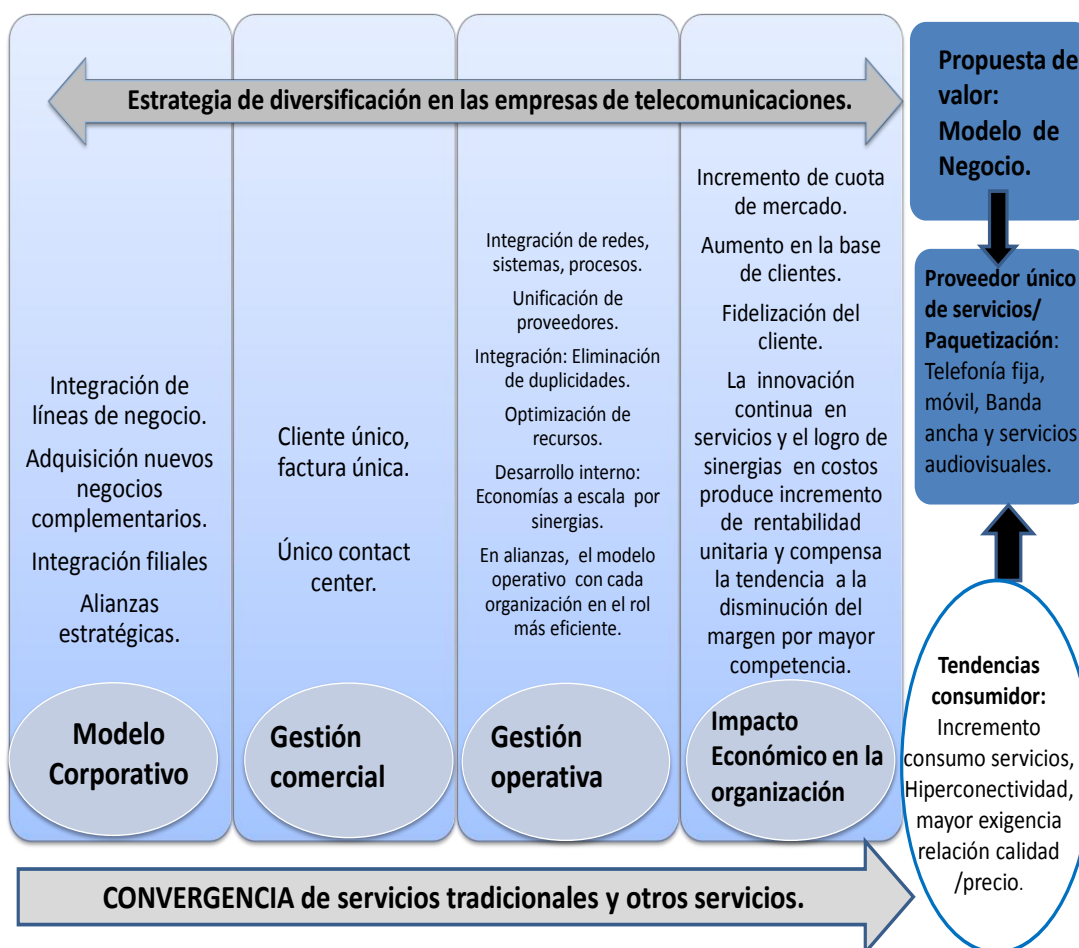 Estrategia de diversificación en las empresas de telecomunicaciones.
Integración de
líneas de negocio.
Adquisición nuevos
negocios
complementarios.
Integración filiales
Alianzas
estratégicas.
Modelo
Corporativo
Cliente único,
factura única.
Único contact
center.
Gestión
comercial
Integración de redes,
sistemas, procesos.
Unificación de
proveedores.
Integración: Eliminación
de duplicidades.
Optimización de
recursos.
Desarrollo interno:
Economías a escala por
sinergias.
En alianzas, el modelo
operativo con cada
organización en el rol
más eficiente.
Gestión
operativa
Incremento de cuota
de mercado.
Aumento en la base
de clientes.
Fidelización del
cliente.
La innovación
continua en
servicios y el logro de
sinergias en costos
produce incremento
de rentabilidad
unitaria y compensa
la tendencia a la
disminución del
margen por mayor
competencia.
Impacto
Económico en la
organización
Propuesta de
valor:
Modelo de
Negocio.
Proveedor único
de servicios/
Paquetización:
Telefonía fija,
móvil, Banda
ancha y servicios
audiovisuales.
Tendencias
consumidor:
Incremento
consumo servicios,
Hiperconectividad,
mayor exigencia
relación calidad
/precio.
CONVERGENCIA de servicios tradicionales y otros servicios.